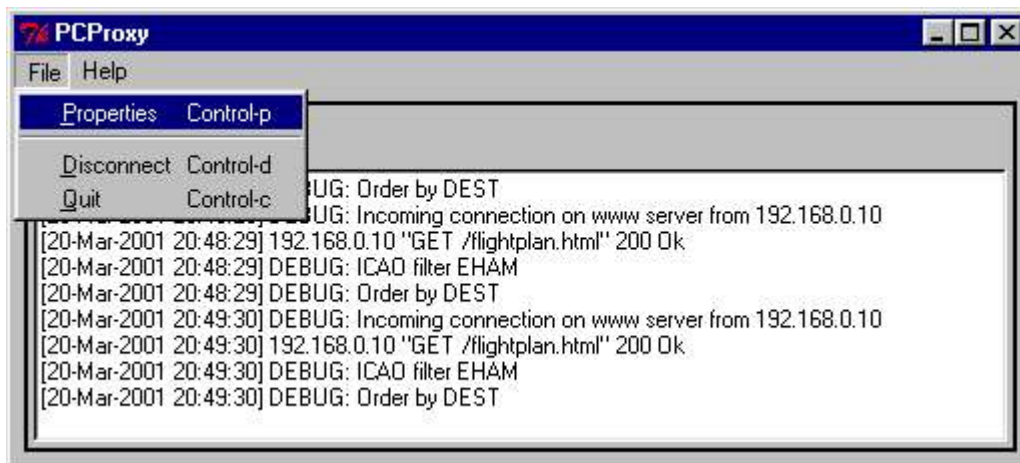 PCProxy
File Help
Properties Control-p
Disconnect Control-d
Quit Control-c
UG: Order by DEST
UG: Incoming connection on www server from 192.168.0.10
[20-Mar-2001 20:48:29] 192.168.0.10 "GET /flightplan.html" 200 Ok
[20-Mar-2001 20:48:29] DEBUG: ICAO filter EHAM
[20-Mar-2001 20:48:29] DEBUG: Order by DEST
[20-Mar-2001 20:49:30] DEBUG: Incoming connection on www server from 192.168.0.10
[20-Mar-2001 20:49:30] 192.168.0.10 "GET /flightplan.html" 200 Ok
[20-Mar-2001 20:49:30] DEBUG: ICAO filter EHAM
[20-Mar-2001 20:49:30] DEBUG: Order by DEST